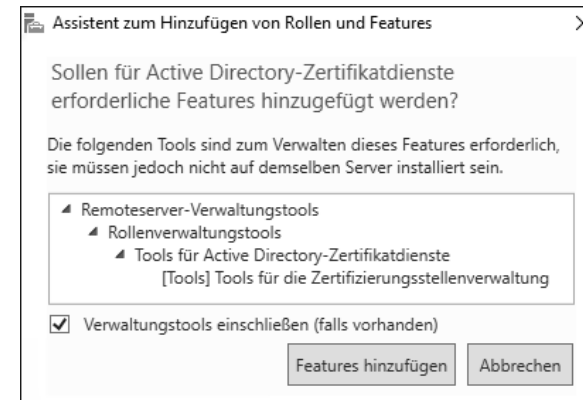 Assistent zum Hinzufügen von Rollen und Features
Sollen für Active Directory-Zertifikatdienste
erforderliche Features hinzugefügt werden?
Die folgenden Tools sind zum Verwalten dieses Features erforderlich,
sie müssen jedoch nicht auf demselben Server installiert sein.
Remoteserver-Verwaltungstools
Rollenverwaltungstools
Tools für Active Directory-Zertifikatdienste
[Tools] Tools für die Zertifizierungsstellenverwaltung
Verwaltungstools einschließen (falls vorhanden)
Features hinzufügen Abbrechen